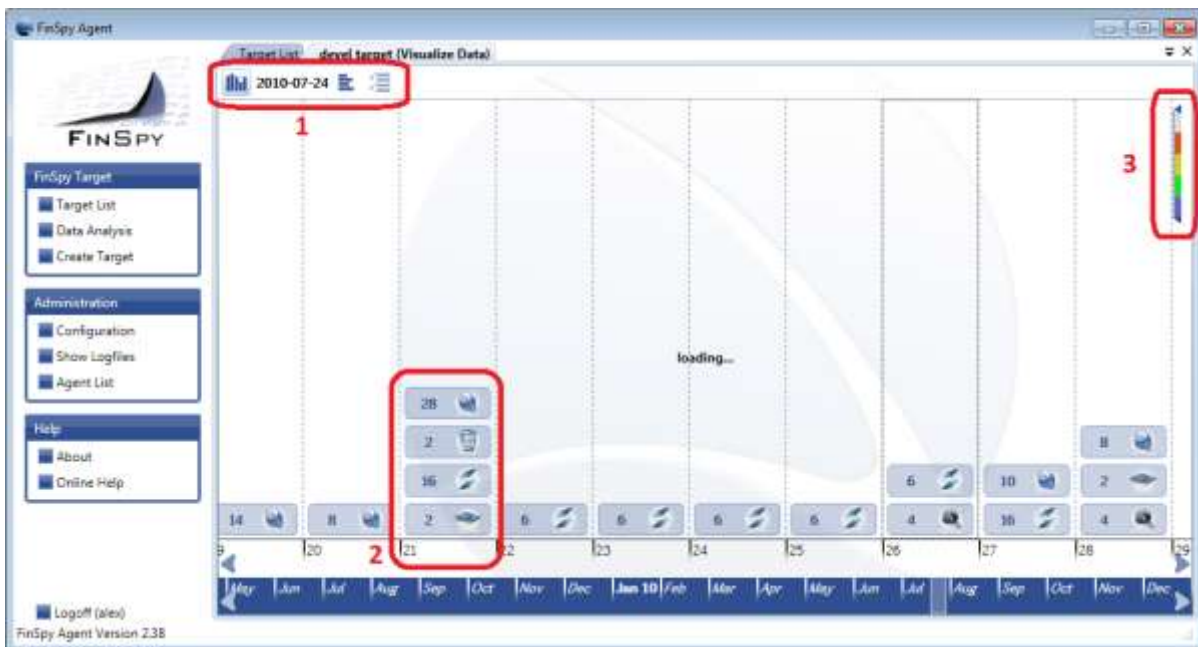 FinSpy Agent
Target List devel target (Visualize Data)
2010-07-24
1
3
FINSPY
FinSpy Target
Target List
Data Analysis
Create Target
Administration
Configuration
Show Logfiles
Agent List
Help
About
Online Help
loading...
28
2
16
2
2
14
8
6
6
6
6
6
4
10
16
8
2
4
9 20 21 22 23 24 25 26 27 28 29
May Jun Jul Aug Sep Oct Nov Dec Jan 10 Feb Mar Apr May Jun Jul Aug Sep Oct Nov Dec
Logoff (alex)
FinSpy Agent Version 2.38